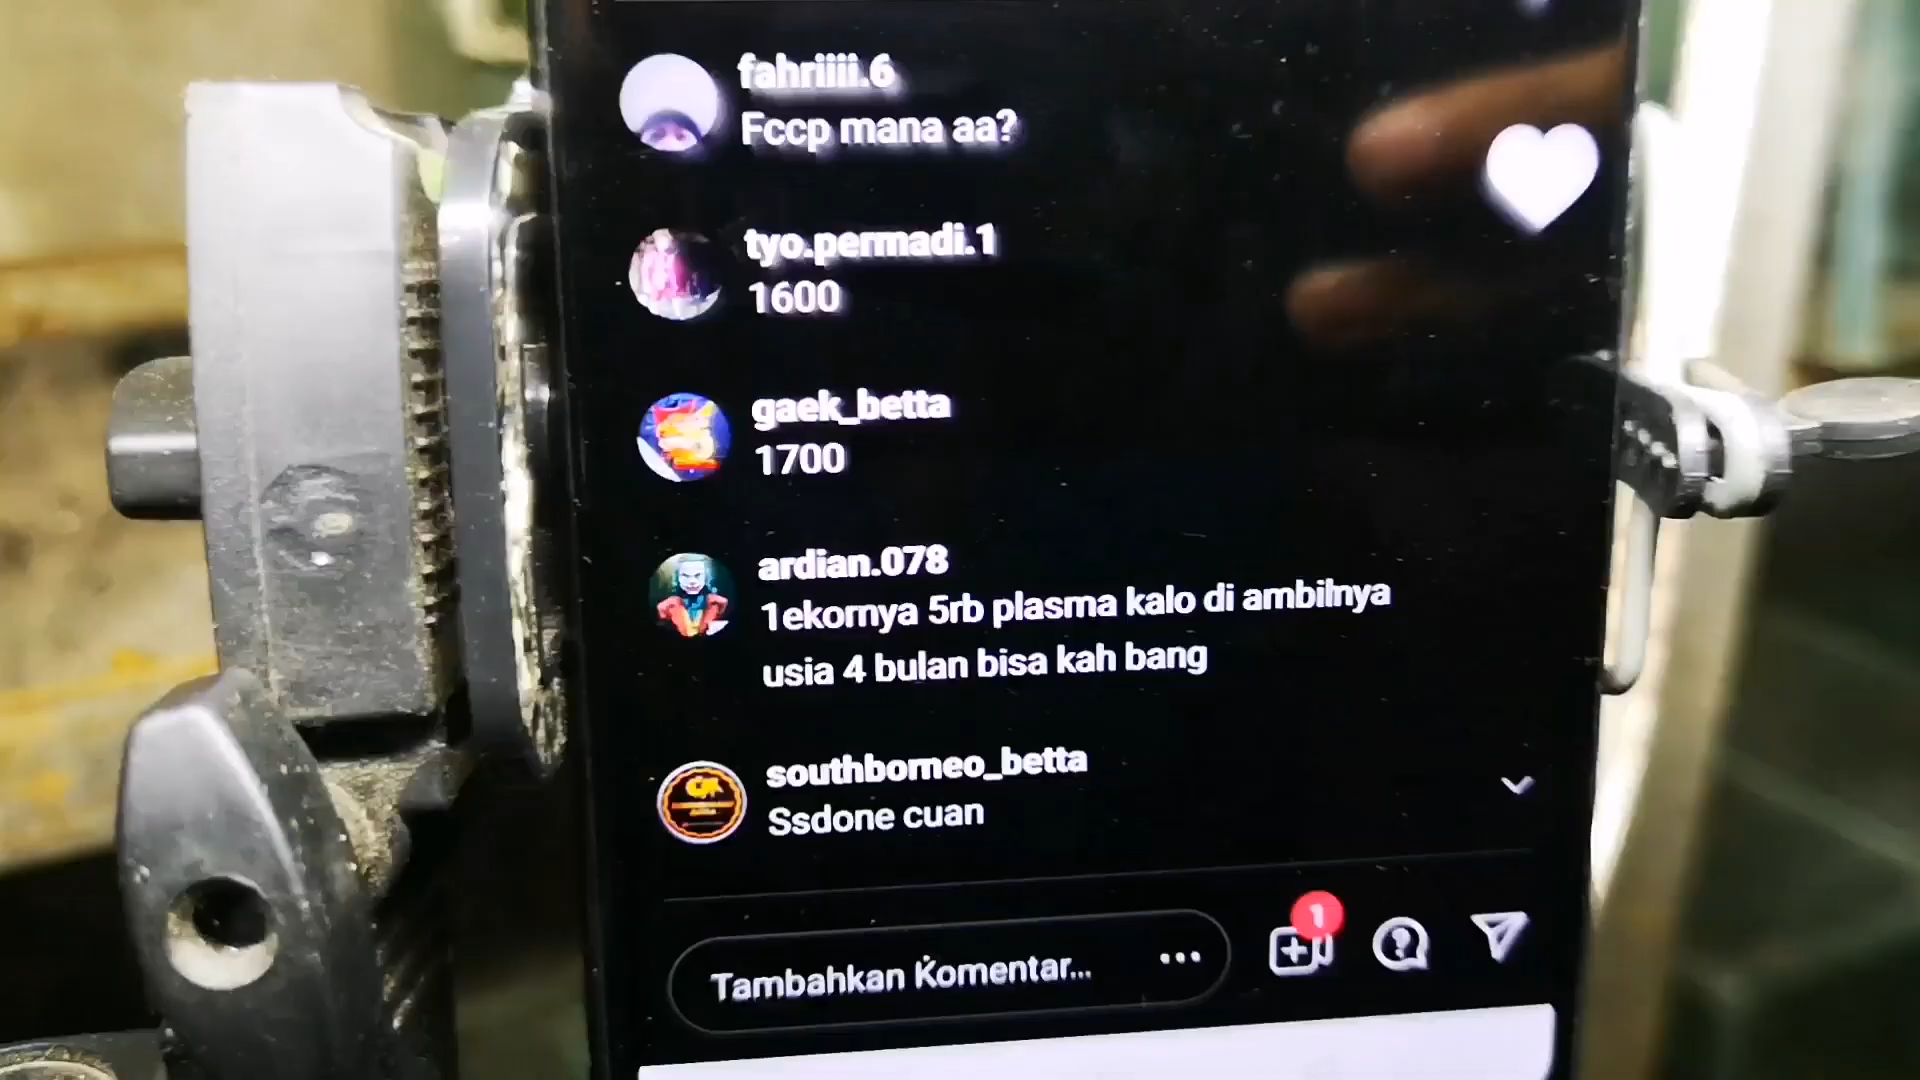 fahriiii.6
Fccp mana aa?
tyo.permadi.1
1600
gaek_betta
1700
ardian.078
1ekornya 5rb plasma kalo di ambilnya
usia 4 bulan bisa kah bang
southborneo_betta
Ssdone cuan
1
Tambahkan Komentar...